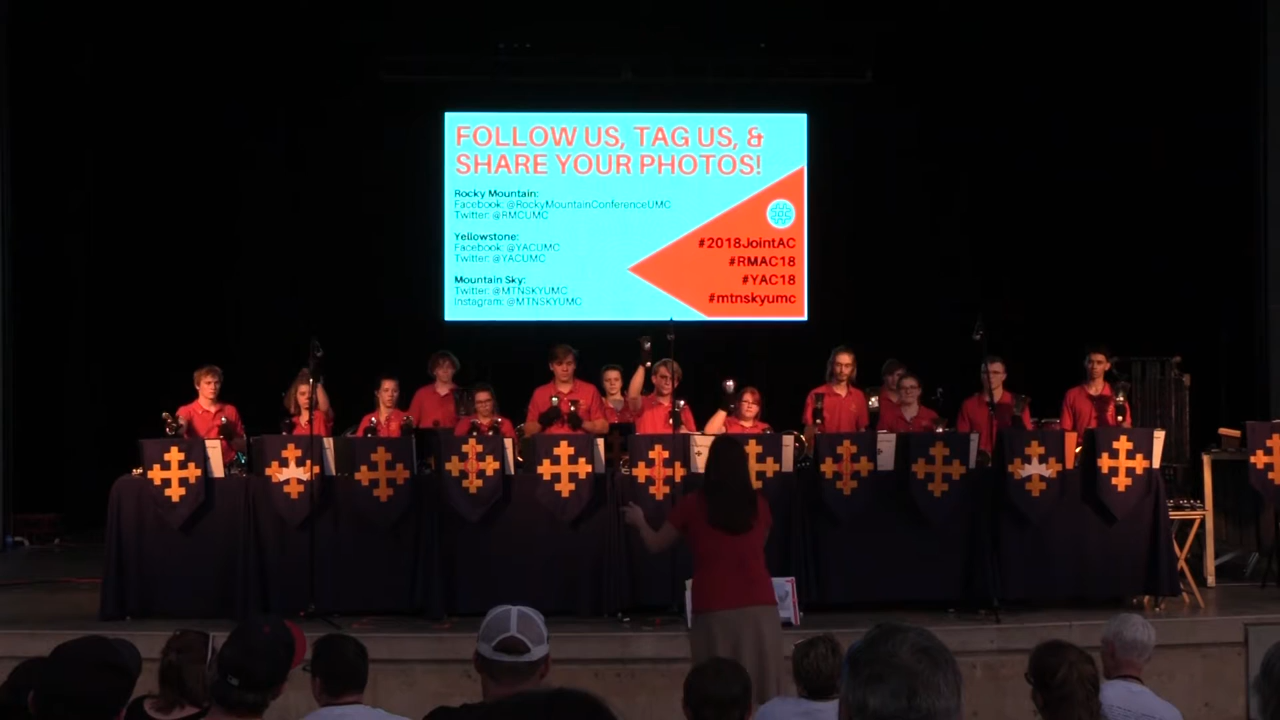 FOLLOW US, TAG US, &
SHARE YOUR PHOTOS!
Rocky Mountain:
Facebook: @RockyMountainConferenceUMC
Twitter: @RMCUMC
Yellowstone:
Facebook: @YACUMC
Twitter: @YACUMC
Mountain Sky:
Twitter: @MTNSKYUMC
Instagram: @MTNSKYUMC
#2018JointAC
#RMAC18
#YAC18
#mtnskyumc